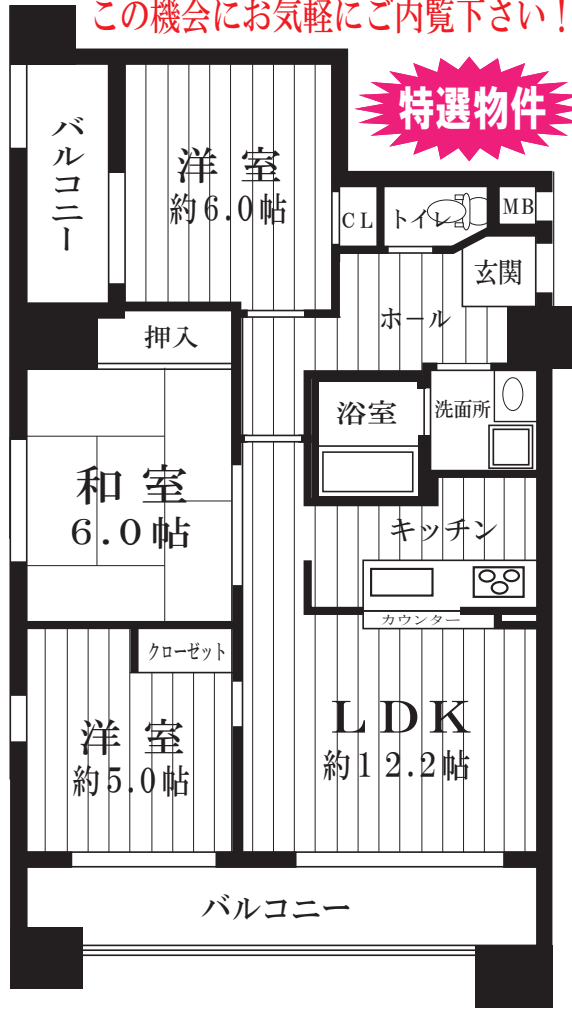 この機会にお気軽にご内覧下さい！
特選物件
バルコニー
洋室
約6.0帖
CL
トイレ
MB
玄関
ホール
押入
浴室
洗面所
和室
6.0帖
キッチン
カウンター
クローゼット
洋室
約5.0帖
LDK
約12.2帖
バルコニー